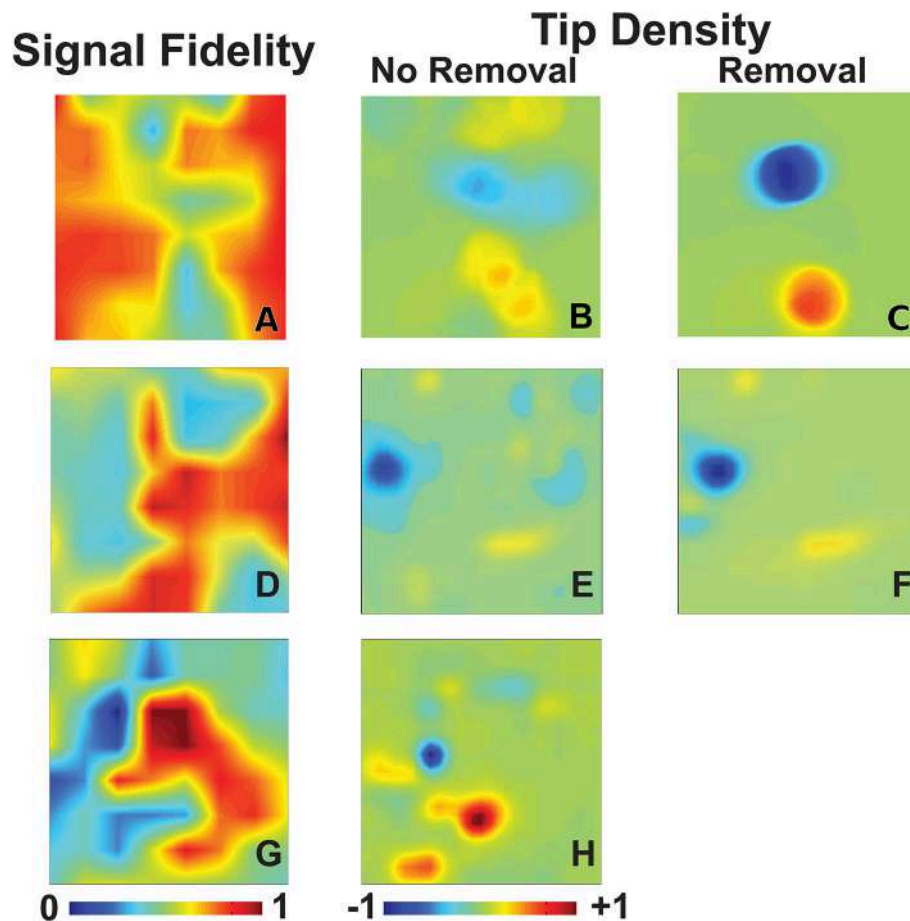 Signal Fidelity
Tip Density
No Removal
Removal
A
B
C
D
E
F
G
H
0
1
-1
+1